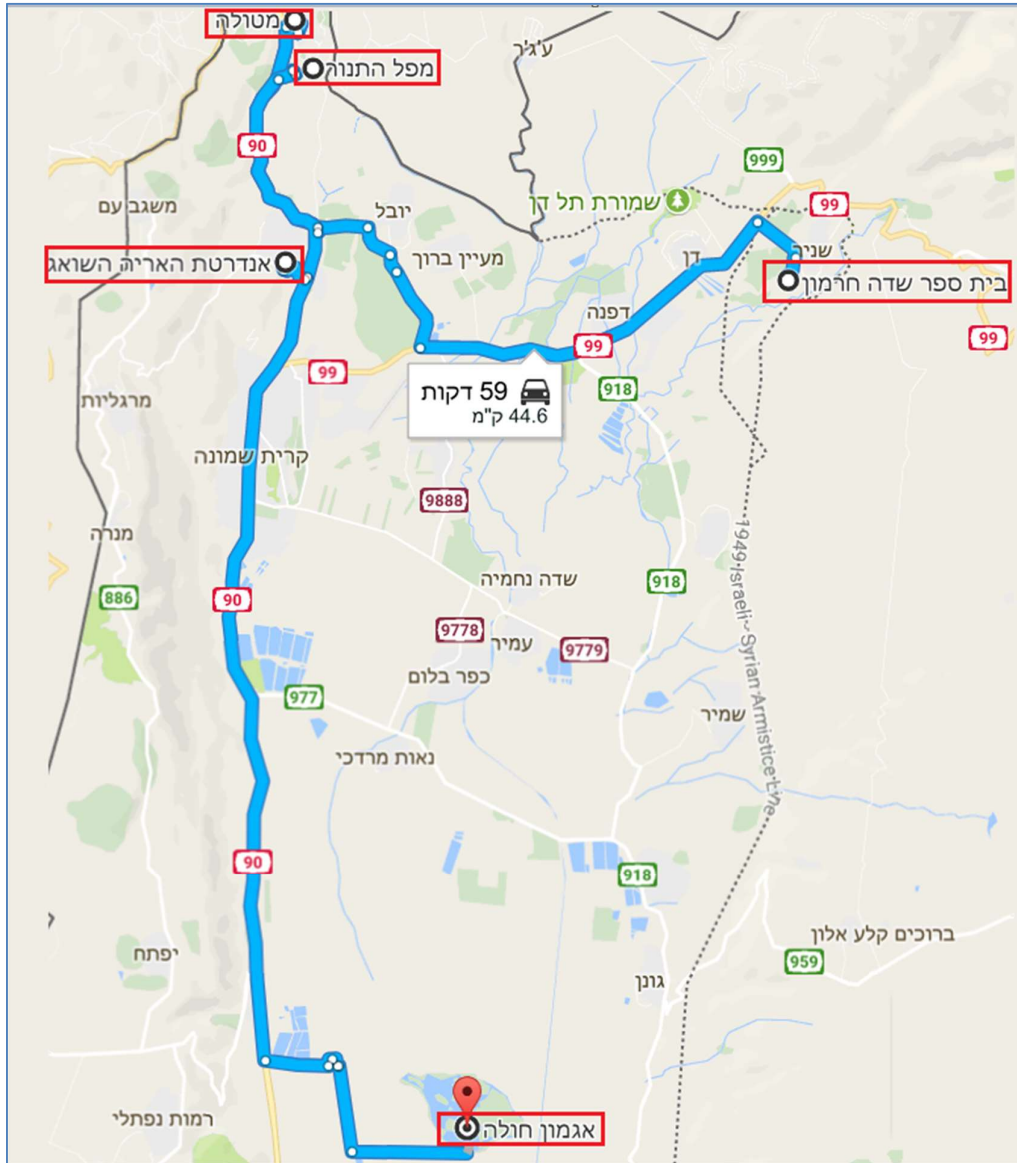 מטולה
מפל התנור
ע'ג'ר
90
999
משגב עם
יובל
שמורת תל דן
99
אנדרטת האריה השואג
מעיין ברוך
דן
שניר
בית ספר שדה חרמון
דפנה
99
99
99
59 דקות
44.6 ק"מ
918
מרגליות
קרית שמונה
9888
מנרה
1949 Israeli - Syrian Armistice Line
886
90
שדה נחמיה
918
9778
עמיר
9779
כפר בלום
977
שמיר
נאות מרדכי
90
918
ברוכים קלע אלון
יפתח
959
גונן
רמות נפתלי
אגמון חולה